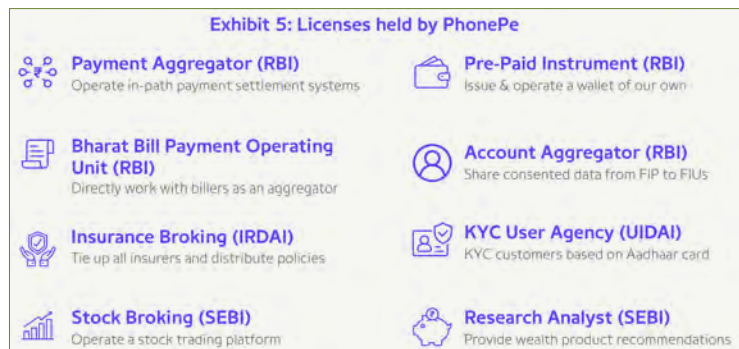 Exhibit 5: Licenses held by PhonePe
Payment Aggregator (RBI)
Operate in-path payment settlement systems
Pre-Paid Instrument (RBI)
Issue & operate a wallet of our own
Bharat Bill Payment Operating
Unit (RBI)
Directly work with billers as an aggregator
Account Aggregator (RBI)
Share consented data from FIP to FIUs
Insurance Broking (IRDAI)
Tie up all insurers and distribute policies
KYC User Agency (UIDAI)
KYC customers based on Aadhaar card
Stock Broking (SEBI)
Operate a stock trading platform
Research Analyst (SEBI)
Provide wealth product recommendations